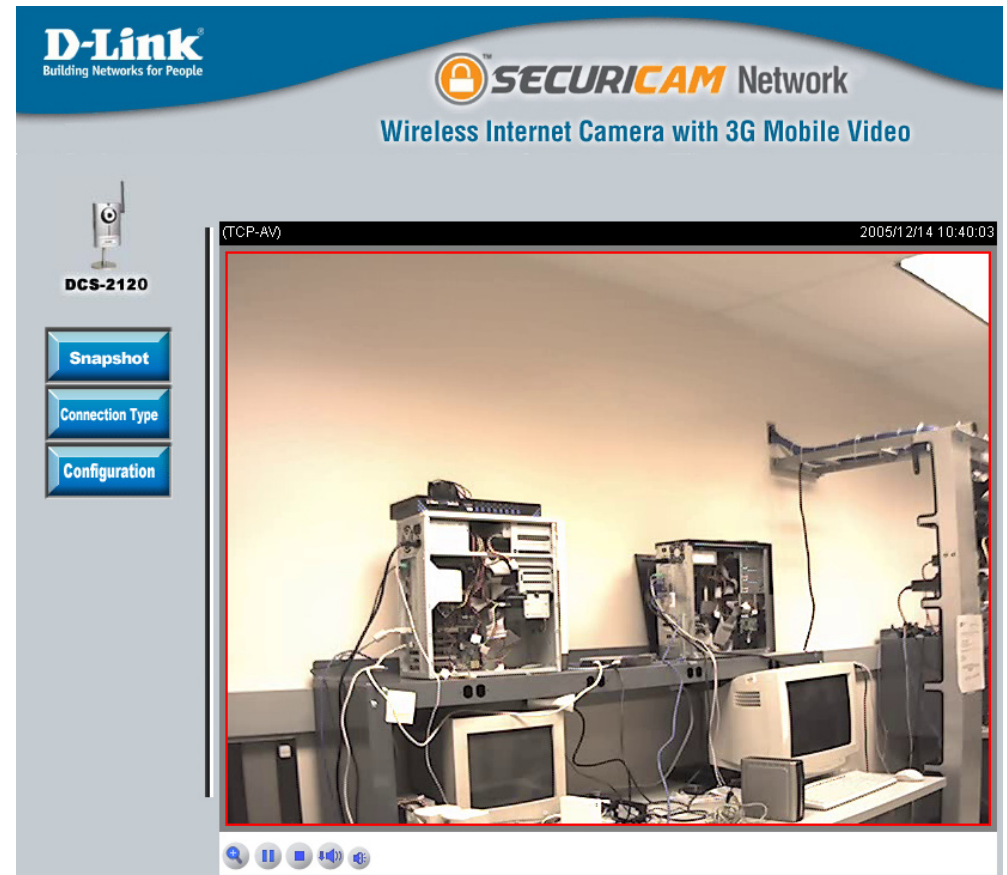 D-Link®
Building Networks for People
SECURICAM™ Network
Wireless Internet Camera with 3G Mobile Video
DCS-2120
Snapshot
Connection Type
Configuration
(TCP-AV) 2005/12/14 10:40:03